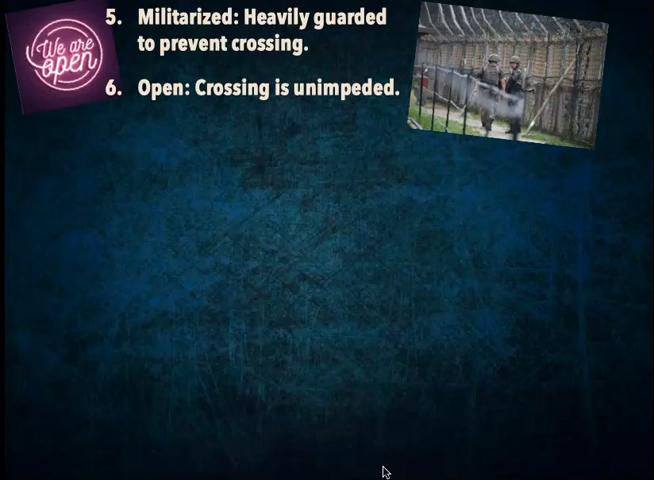 We are
open
5. Militarized: Heavily guarded
to prevent crossing.
6. Open: Crossing is unimpeded.